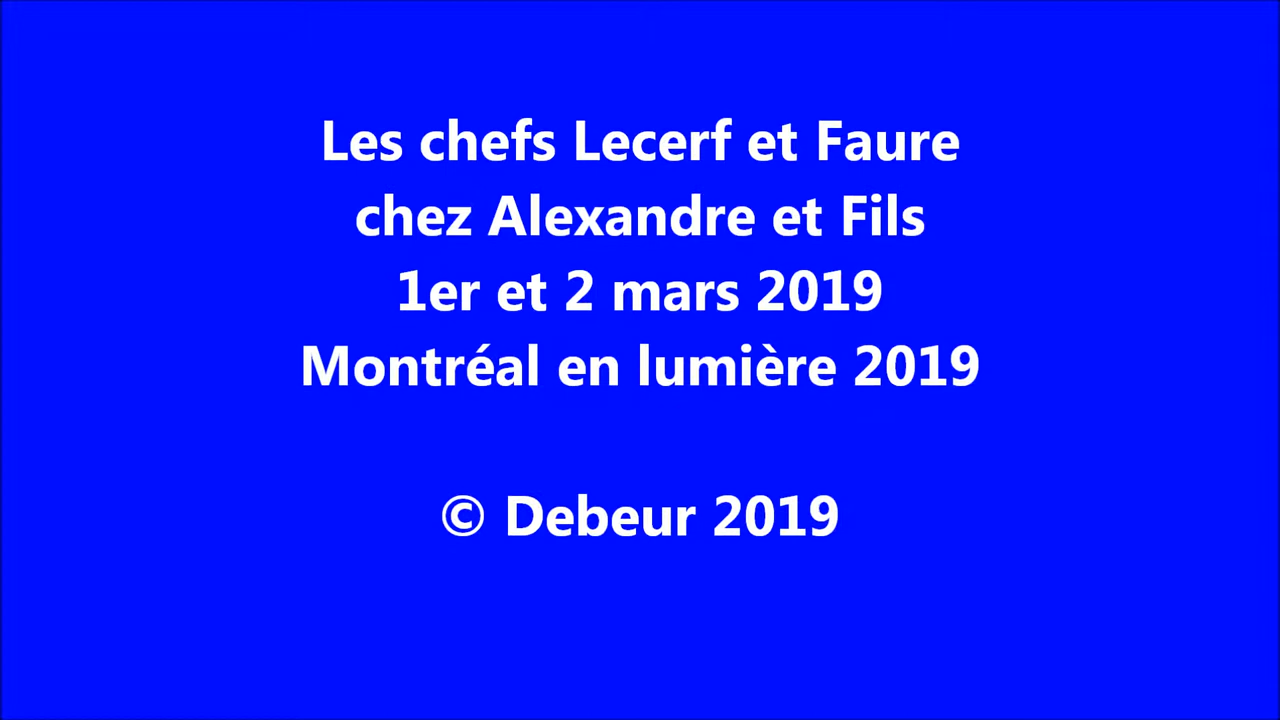 Les chefs Lecerf et Faure
chez Alexandre et Fils
1er et 2 mars 2019
Montréal en lumière 2019
© Debeur 2019